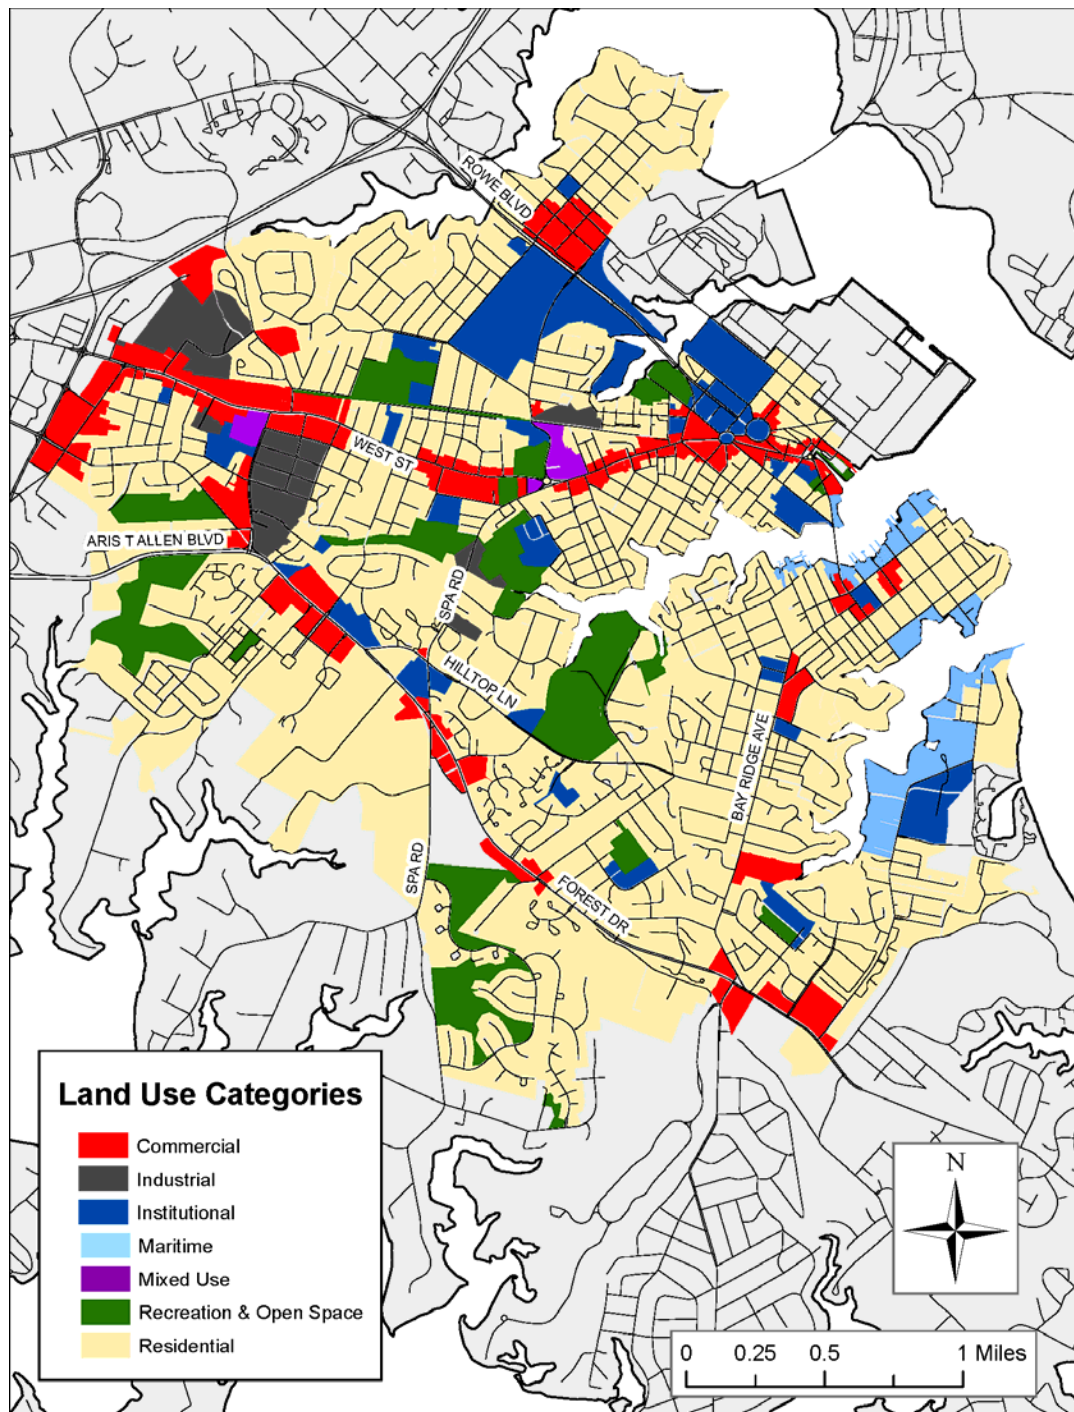 ROWE BLVD
WEST ST
ARIS T ALLEN BLVD
SPA RD
HILLTOP LN
BAY RIDGE AVE
SPA RD
FOREST DR
Land Use Categories
Commercial
Industrial
Institutional
Maritime
Mixed Use
Recreation & Open Space
Residential
N
0 0.25 0.5 1 Miles